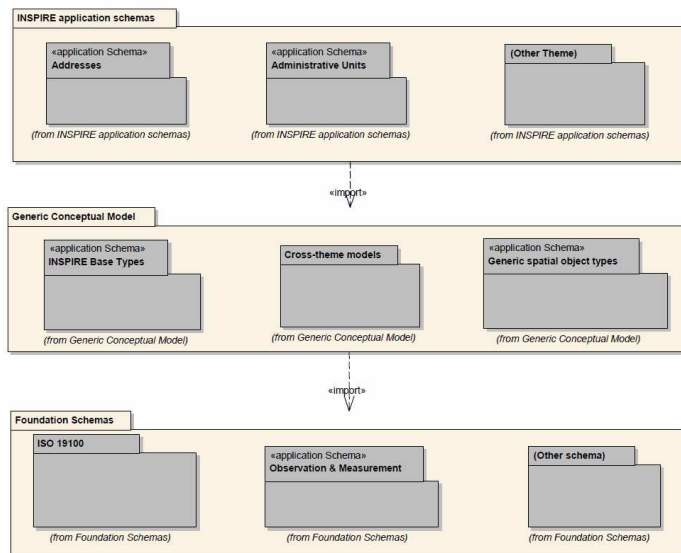 INSPIRE application schemas
«application Schema»
Addresses
(from INSPIRE application schemas)
«application Schema»
Administrative Units
(from INSPIRE application schemas)
(Other Theme)
(from INSPIRE application schemas)
«import»
Generic Conceptual Model
«application Schema»
INSPIRE Base Types
(from Generic Conceptual Model)
Cross-theme models
(from Generic Conceptual Model)
«application Schema»
Generic spatial object types
(from Generic Conceptual Model)
«import»
Foundation Schemas
ISO 19100
(from Foundation Schemas)
«application Schema»
Observation & Measurement
(from Foundation Schemas)
(Other schema)
(from Foundation Schemas)